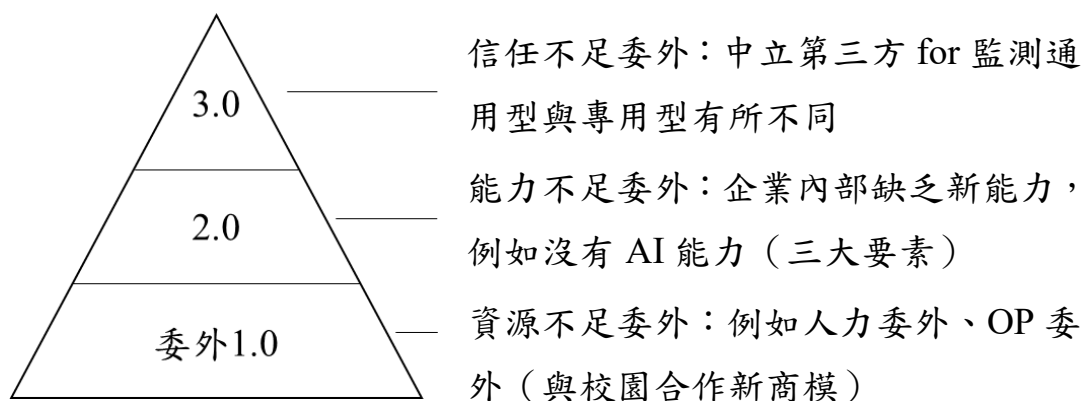 3.0
信任不足委外：中立第三方 for 監測通
用型與專用型有所不同
2.0
能力不足委外：企業內部缺乏新能力，
例如沒有 AI 能力（三大要素）
委外1.0
資源不足委外：例如人力委外、OP 委
外（與校園合作新商模）